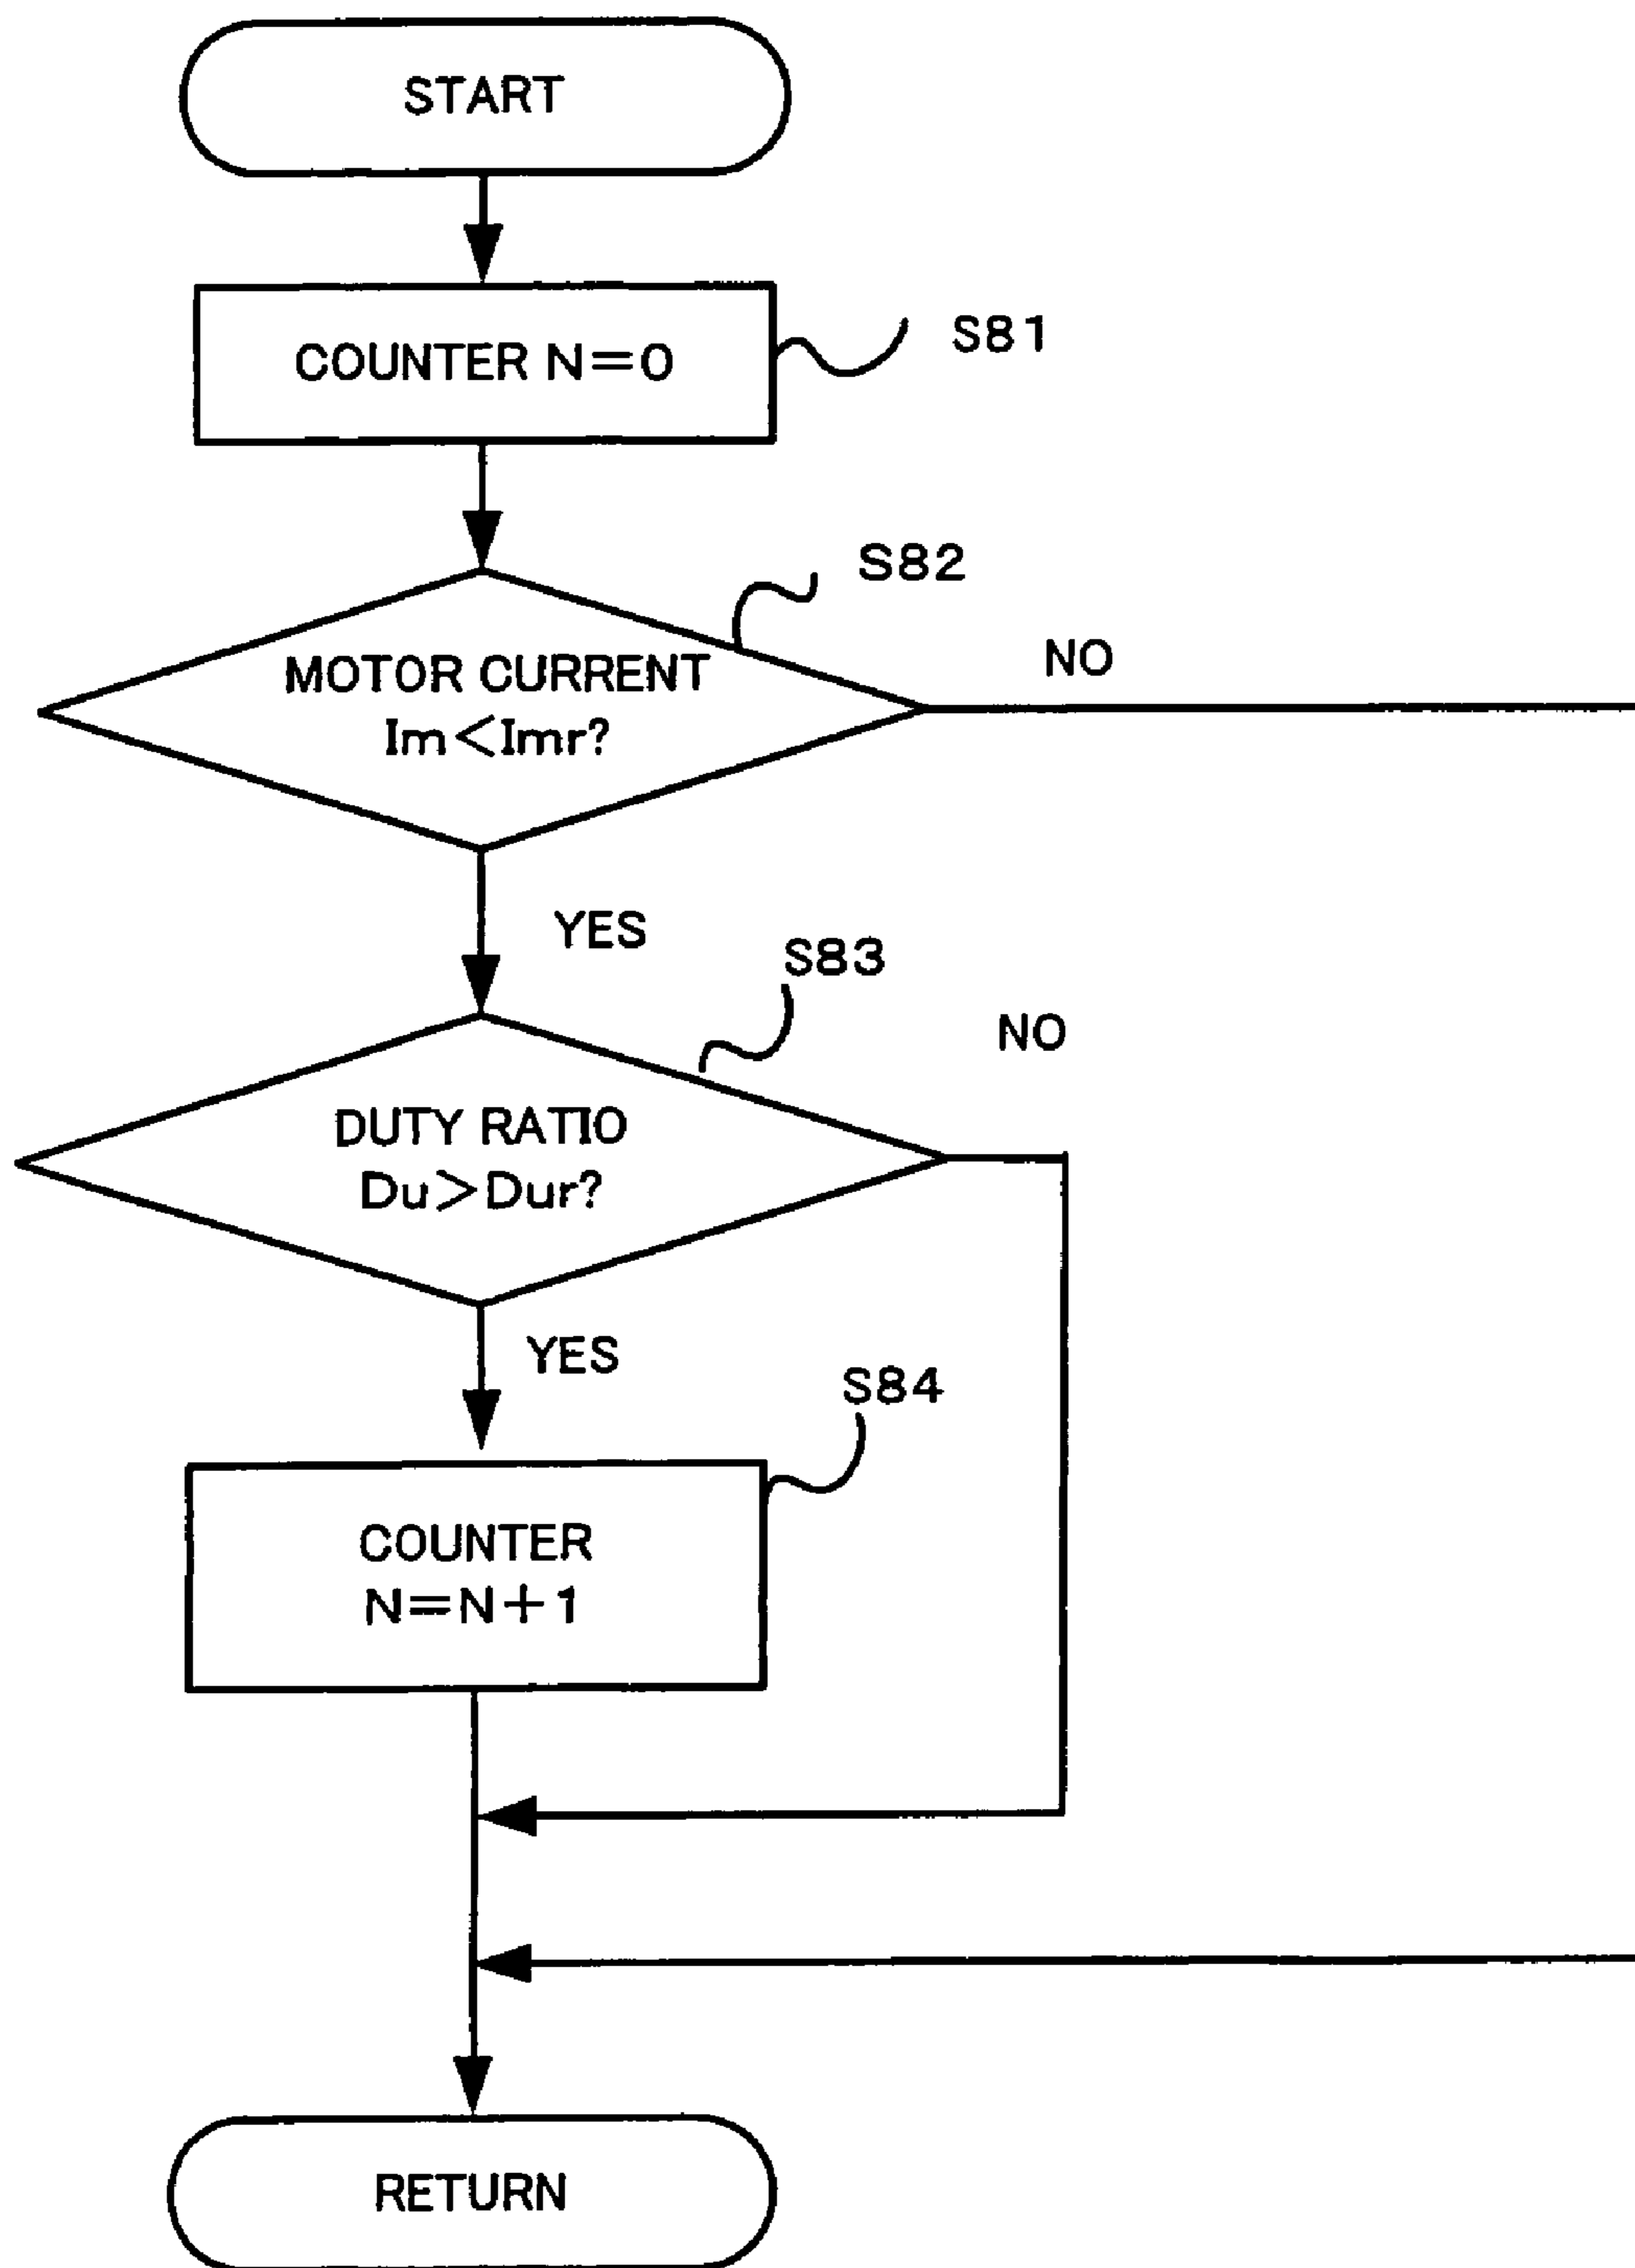 START
COUNTER N=0
S81
S82
MOTOR CURRENT
Im<Imr?
NO
YES
S83
NO
DUTY RATIO
Du>Dur?
YES
S84
COUNTER
N=N+1
RETURN